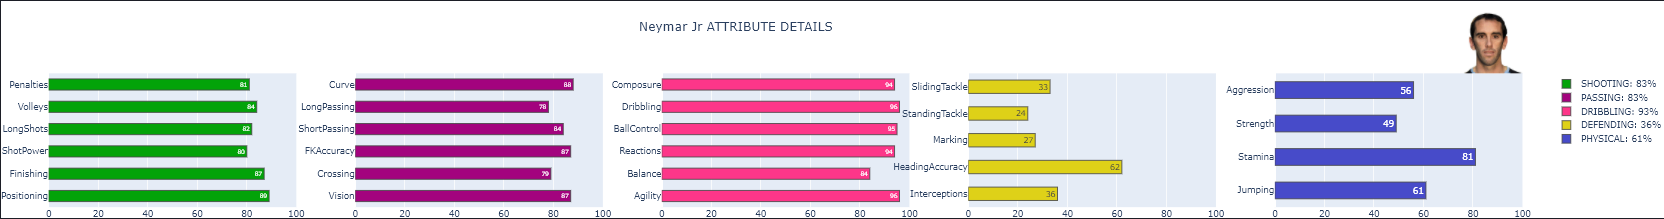 Neymar Jr ATTRIBUTE DETAILS
Penalties 81
Volleys 84
LongShots 82
ShotPower 80
Finishing 87
Positioning 89
0 20 40 60 80 100
Curve 88
LongPassing 78
ShortPassing 84
FKAccuracy 87
Crossing 79
Vision 87
0 20 40 60 80 100
Composure 94
Dribbling 96
BallControl 95
Reactions 94
Balance 84
Agility 96
0 20 40 60 80 100
SlidingTackle 33
StandingTackle 24
Marking 27
HeadingAccuracy 62
Interceptions 36
0 20 40 60 80 100
Aggression 56
Strength 49
Stamina 81
Jumping 61
0 20 40 60 80 100
SHOOTING: 83%
PASSING: 83%
DRIBBLING: 93%
DEFENDING: 36%
PHYSICAL: 61%